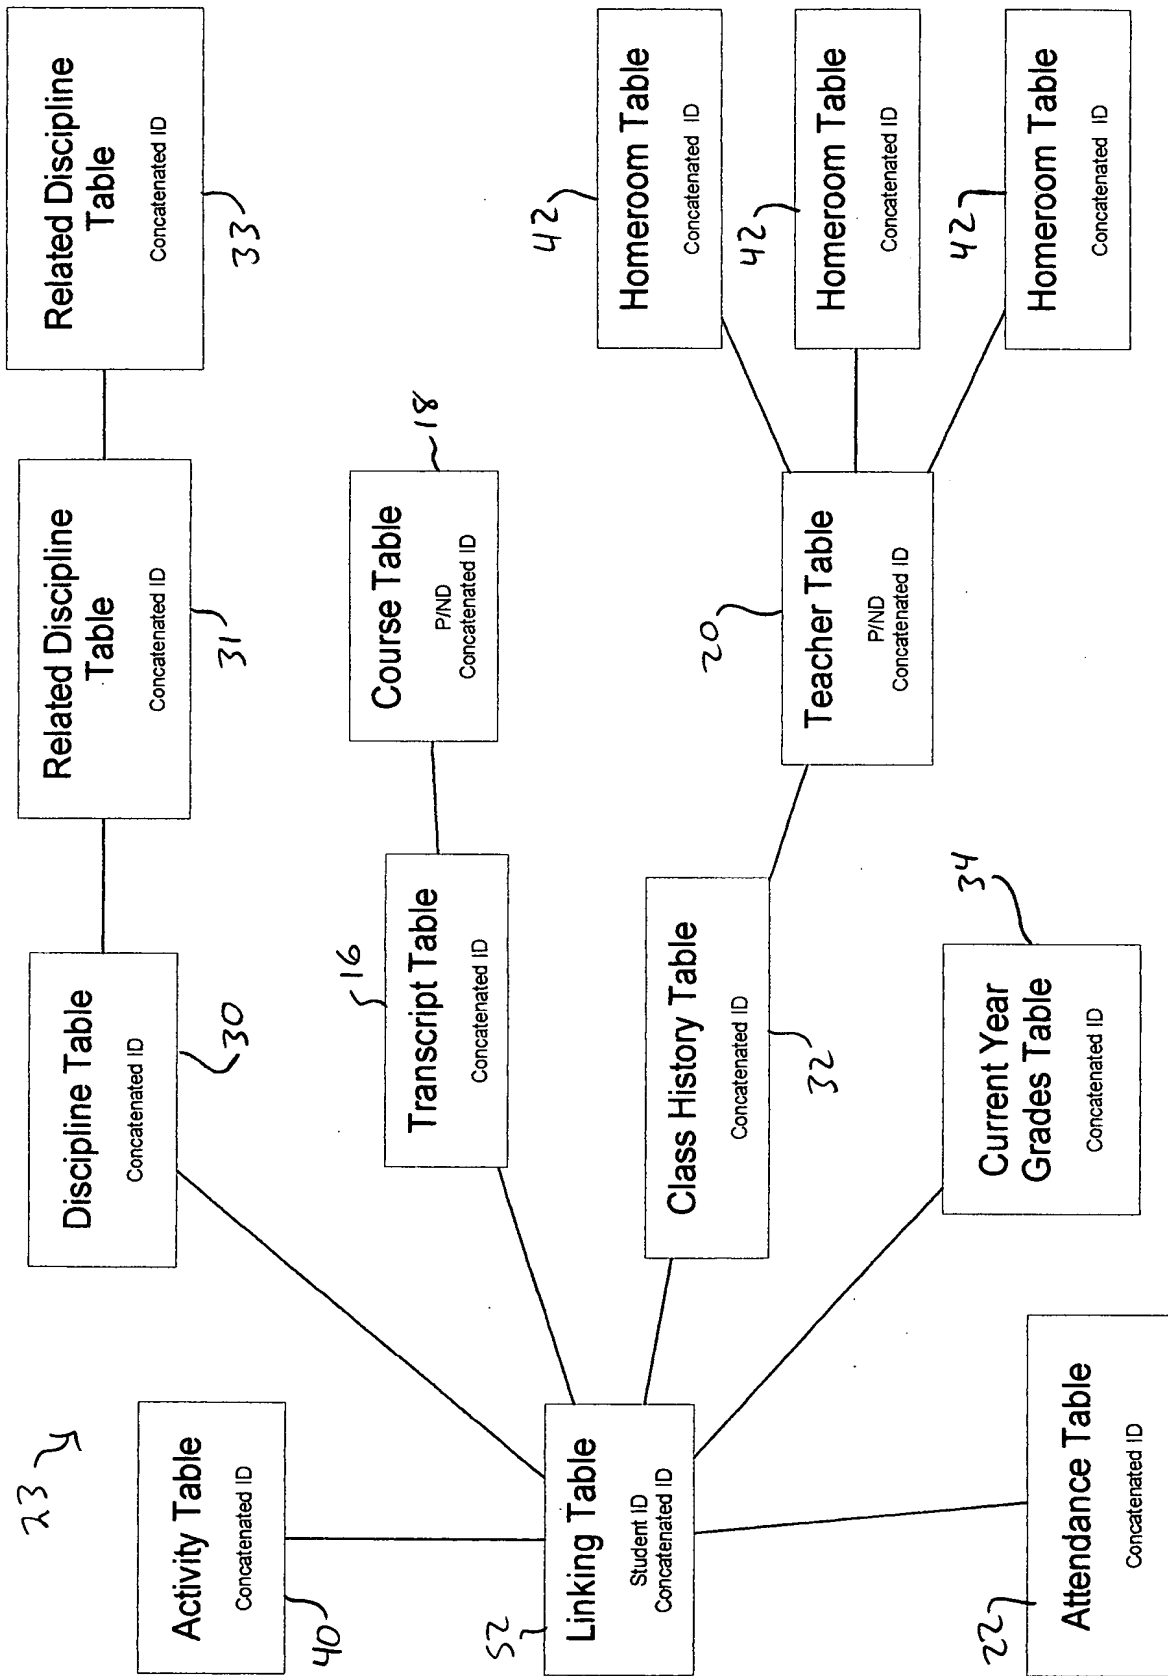 23
Activity Table
Concatenated ID
40
Discipline Table
Concatenated ID
30
Related Discipline
Table
Concatenated ID
31
Related Discipline
Table
Concatenated ID
33
16
Transcript Table
Concatenated ID
Course Table
P/ND
Concatenated ID
18
52
Linking Table
Student ID
Concatenated ID
Class History Table
Concatenated ID
32
20
Teacher Table
P/ND
Concatenated ID
42
Homeroom Table
Concatenated ID
42
Homeroom Table
Concatenated ID
42
Homeroom Table
Concatenated ID
34
Current Year
Grades Table
Concatenated ID
22
Attendance Table
Concatenated ID